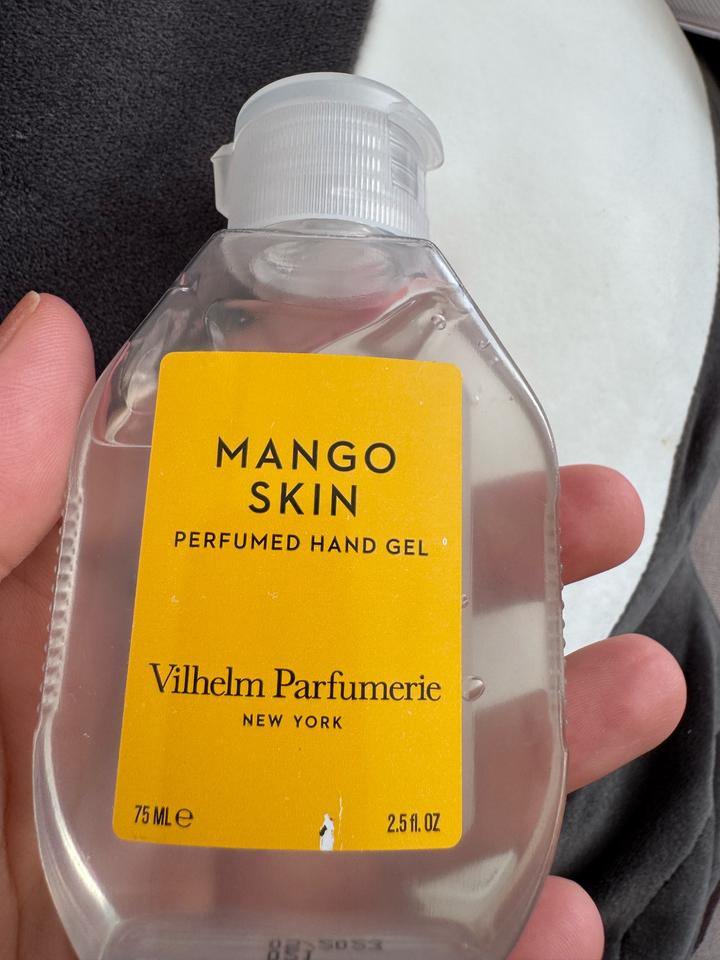 MANGO
SKIN
PERFUMED HAND GEL
Vilhelm Parfumerie
NEW YORK
75 ML ℮
2.5 fl. OZ